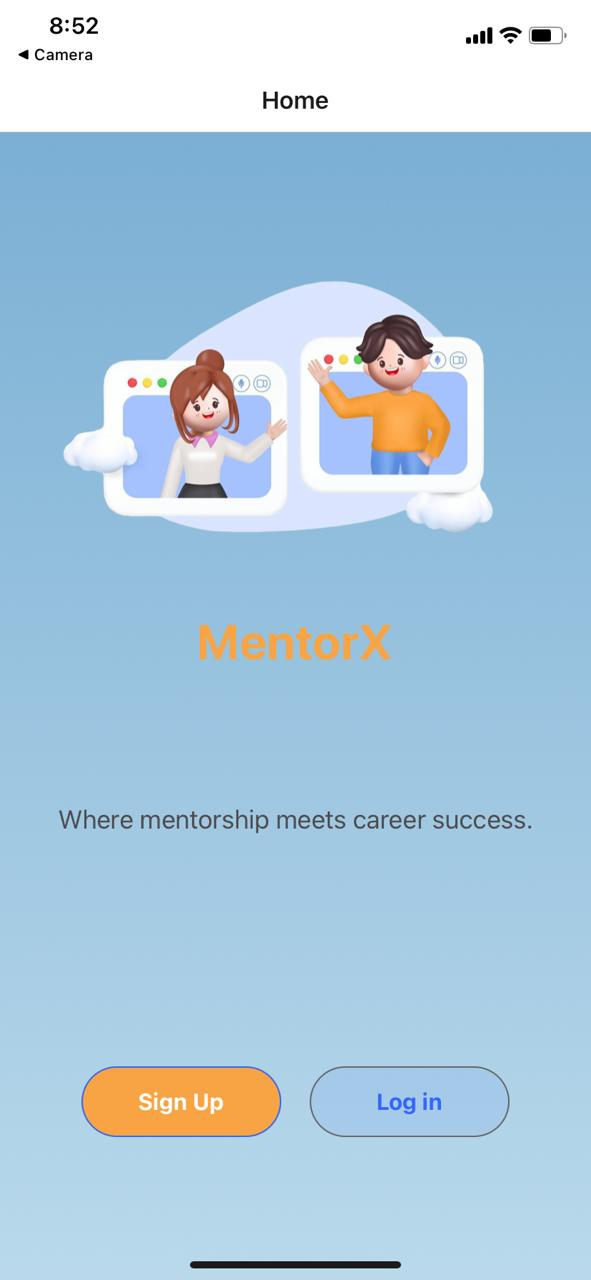 8:52
◀ Camera
Home
MentorX
Where mentorship meets career success.
Sign Up
Log in